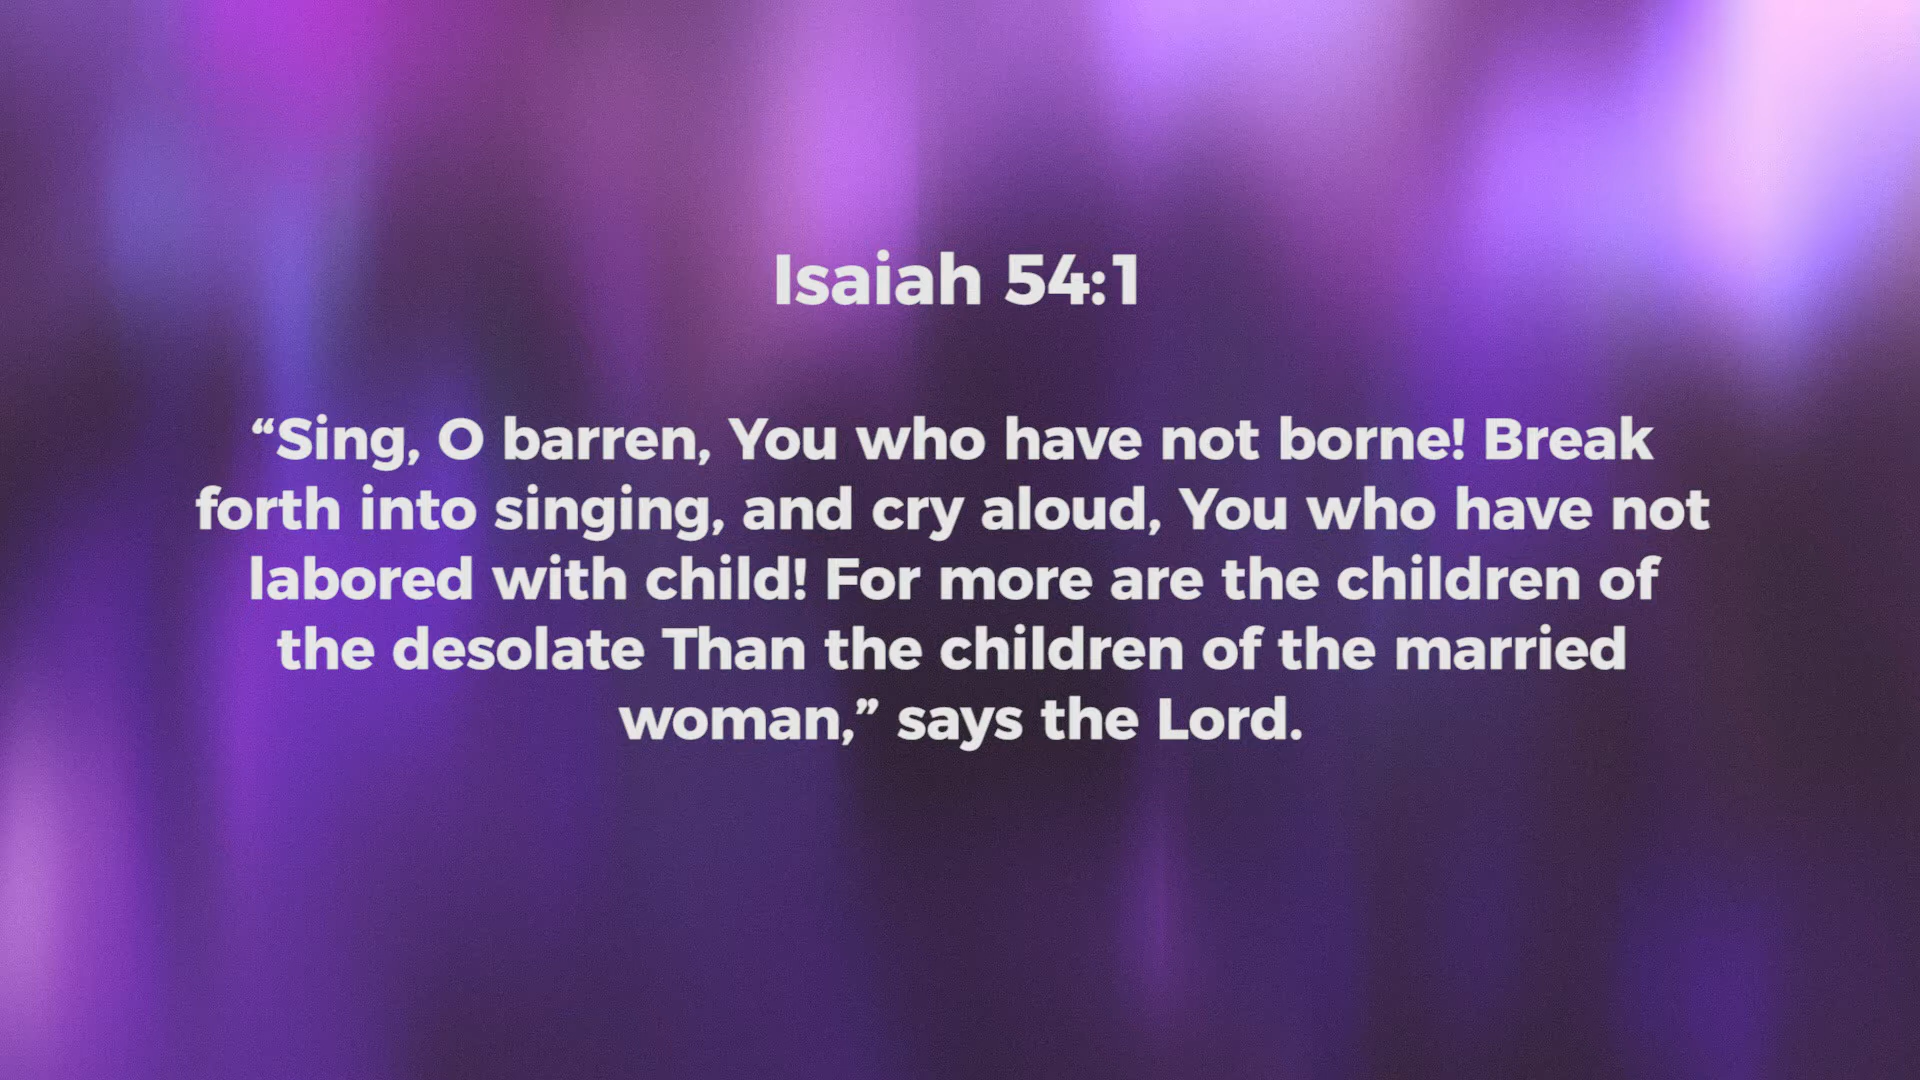 Isaiah 54:1
“Sing, O barren, You who have not borne! Break
forth into singing, and cry aloud, You who have not
labored with child! For more are the children of
the desolate Than the children of the married
woman,” says the Lord.